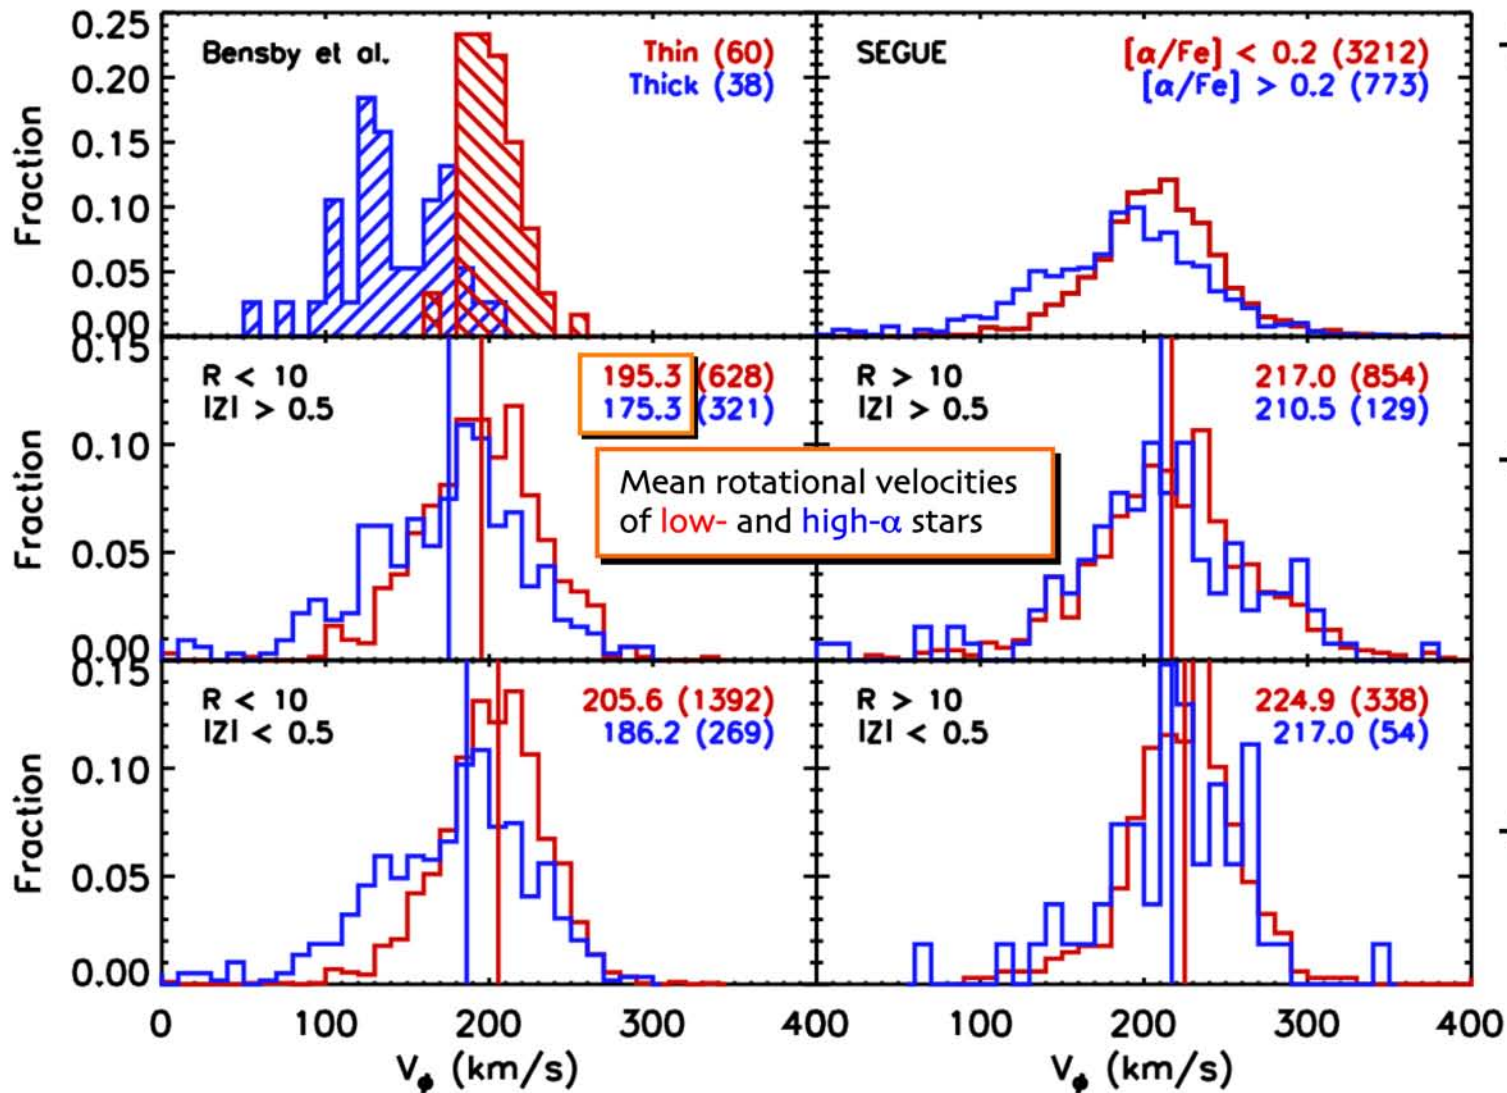 0.25
0.20
0.15
0.10
0.05
0.00
Fraction
Bensby et al.
Thin (60)
Thick (38)
SEGUE
[α/Fe] < 0.2 (3212)
[α/Fe] > 0.2 (773)
0.15
0.10
0.05
0.00
Fraction
R < 10
|Z| > 0.5
195.3 (628)
175.3 (321)
R > 10
|Z| > 0.5
217.0 (854)
210.5 (129)
Mean rotational velocities
of low- and high-α stars
0.15
0.10
0.05
0.00
Fraction
R < 10
|Z| < 0.5
205.6 (1392)
186.2 (269)
R > 10
|Z| < 0.5
224.9 (338)
217.0 (54)
0 100 200 300 400 100 200 300 400
Vϕ (km/s)
Vϕ (km/s)